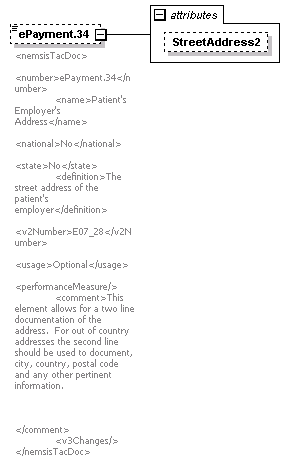 attributes
ePayment.34
StreetAddress2
<nemsisTacDoc>
<number>ePayment.34</n
umber>
<name>Patient's
Employer's
Address</name>
<national>No</national>
<state>No</state>
<definition>The
street address of the
patient's
employer</definition>
<v2Number>E07_28</v2N
umber>
<usage>Optional</usage>
<performanceMeasure/>
<comment>This
element allows for a two line
documentation of the
address.  For out of country
addresses the second line
should be used to document,
city, country, postal code
and any other pertinent
information.
</comment>
<v3Changes/>
</nemsisTacDoc>